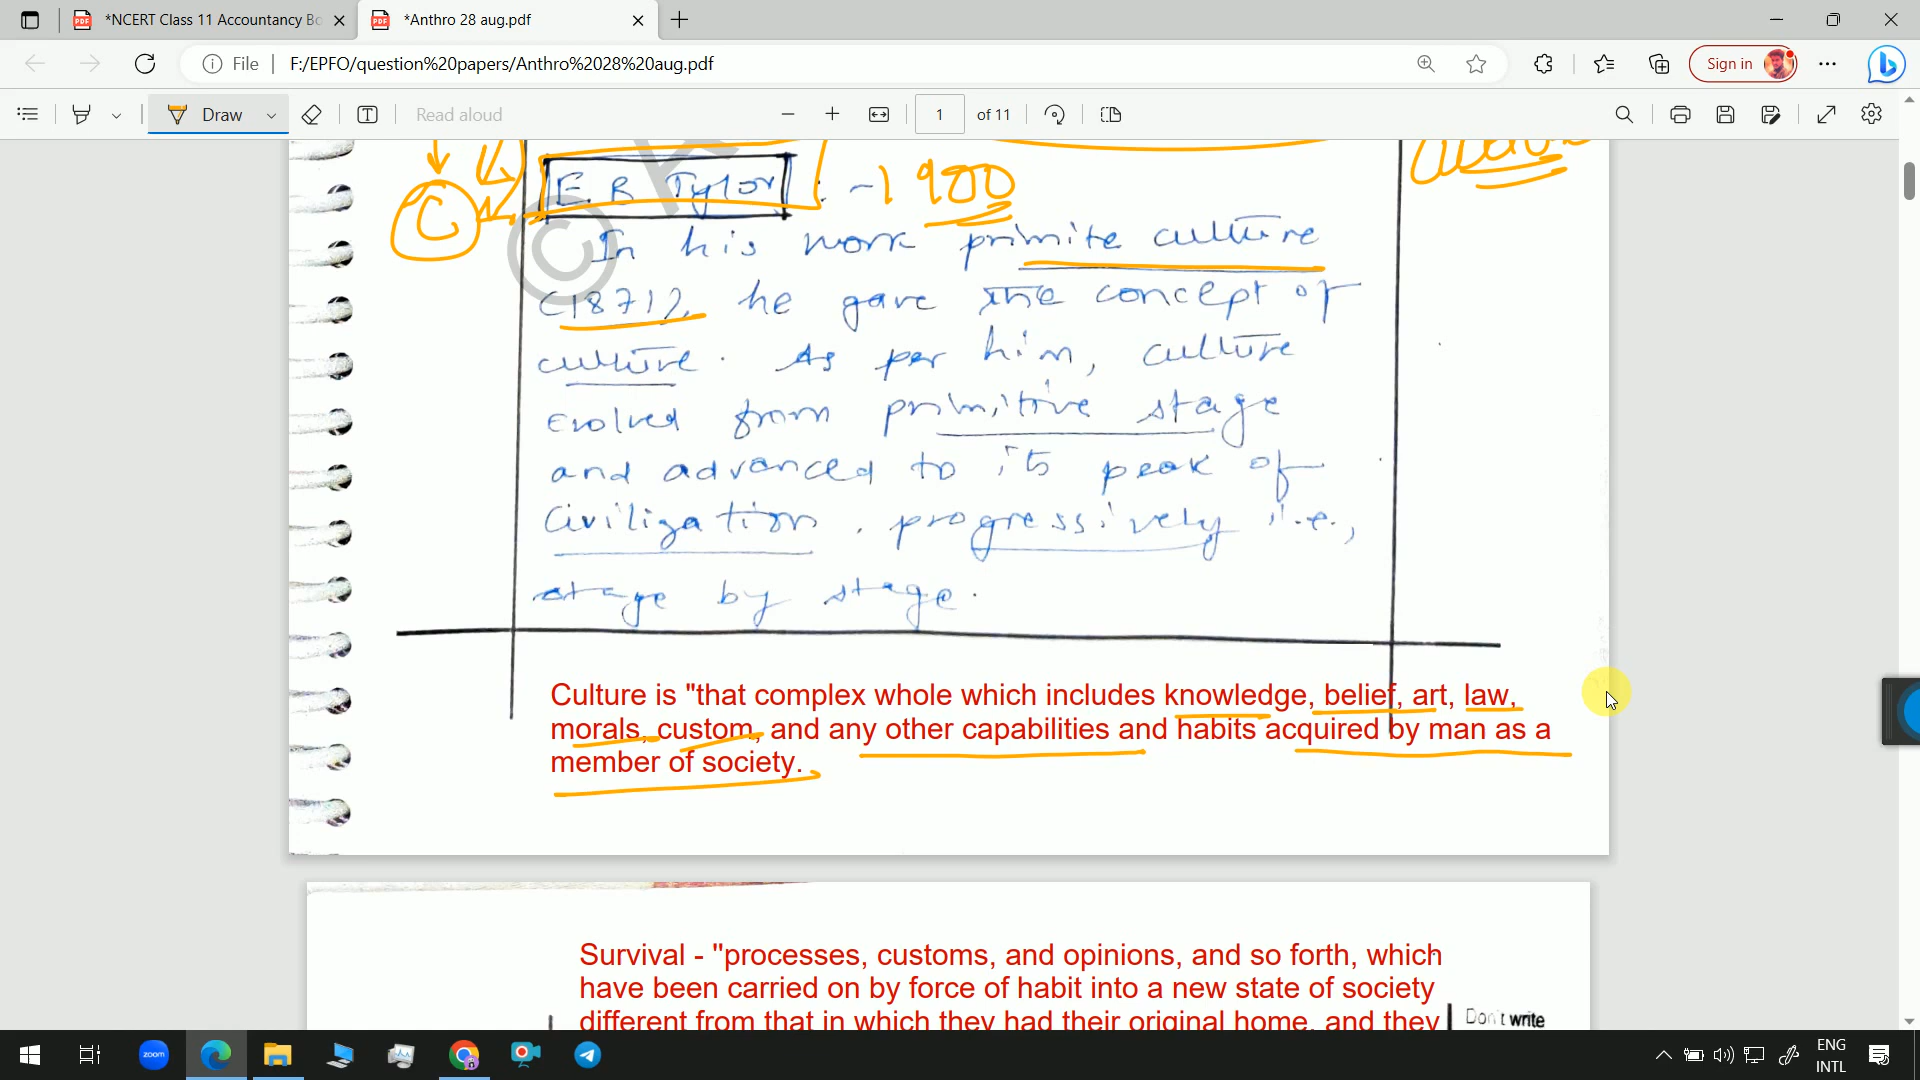 *NCERT Class 11 Accountancy Bo
*Anthro 28 aug.pdf
File
F:/EPFO/question%20papers/Anthro%2028%20aug.pdf
Sign in
Draw
Read aloud
1 of 11
E B Tylor : ~1900
C
In his work primite culture
(1871), he gave the concept of
culture. As per him, culture
evolved from primitive stage
and advanced to its peak of
Civilization, progressively i.e.,
stage by stage.
Culture is "that complex whole which includes knowledge, belief, art, law,
morals, custom, and any other capabilities and habits acquired by man as a
member of society.
Survival - "processes, customs, and opinions, and so forth, which
have been carried on by force of habit into a new state of society
different from that in which they had their original home, and they
Don't write
zoom
ENG
INTL